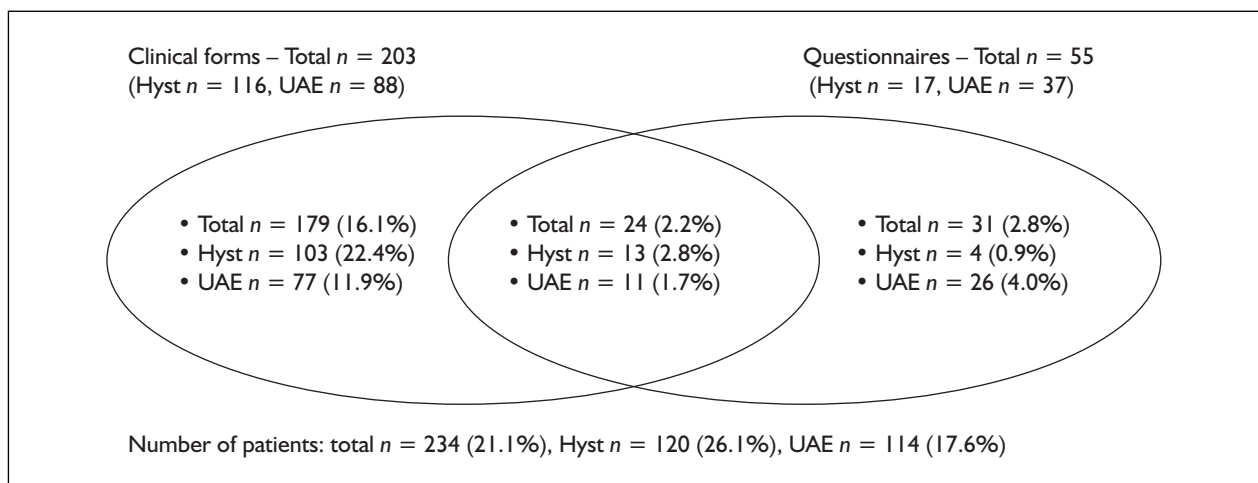 Clinical forms – Total n = 203
(Hyst n = 116, UAE n = 88)
Questionnaires – Total n = 55
(Hyst n = 17, UAE n = 37)
• Total n = 179 (16.1%)
• Hyst n = 103 (22.4%)
• UAE n = 77 (11.9%)
• Total n = 24 (2.2%)
• Hyst n = 13 (2.8%)
• UAE n = 11 (1.7%)
• Total n = 31 (2.8%)
• Hyst n = 4 (0.9%)
• UAE n = 26 (4.0%)
Number of patients: total n = 234 (21.1%), Hyst n = 120 (26.1%), UAE n = 114 (17.6%)